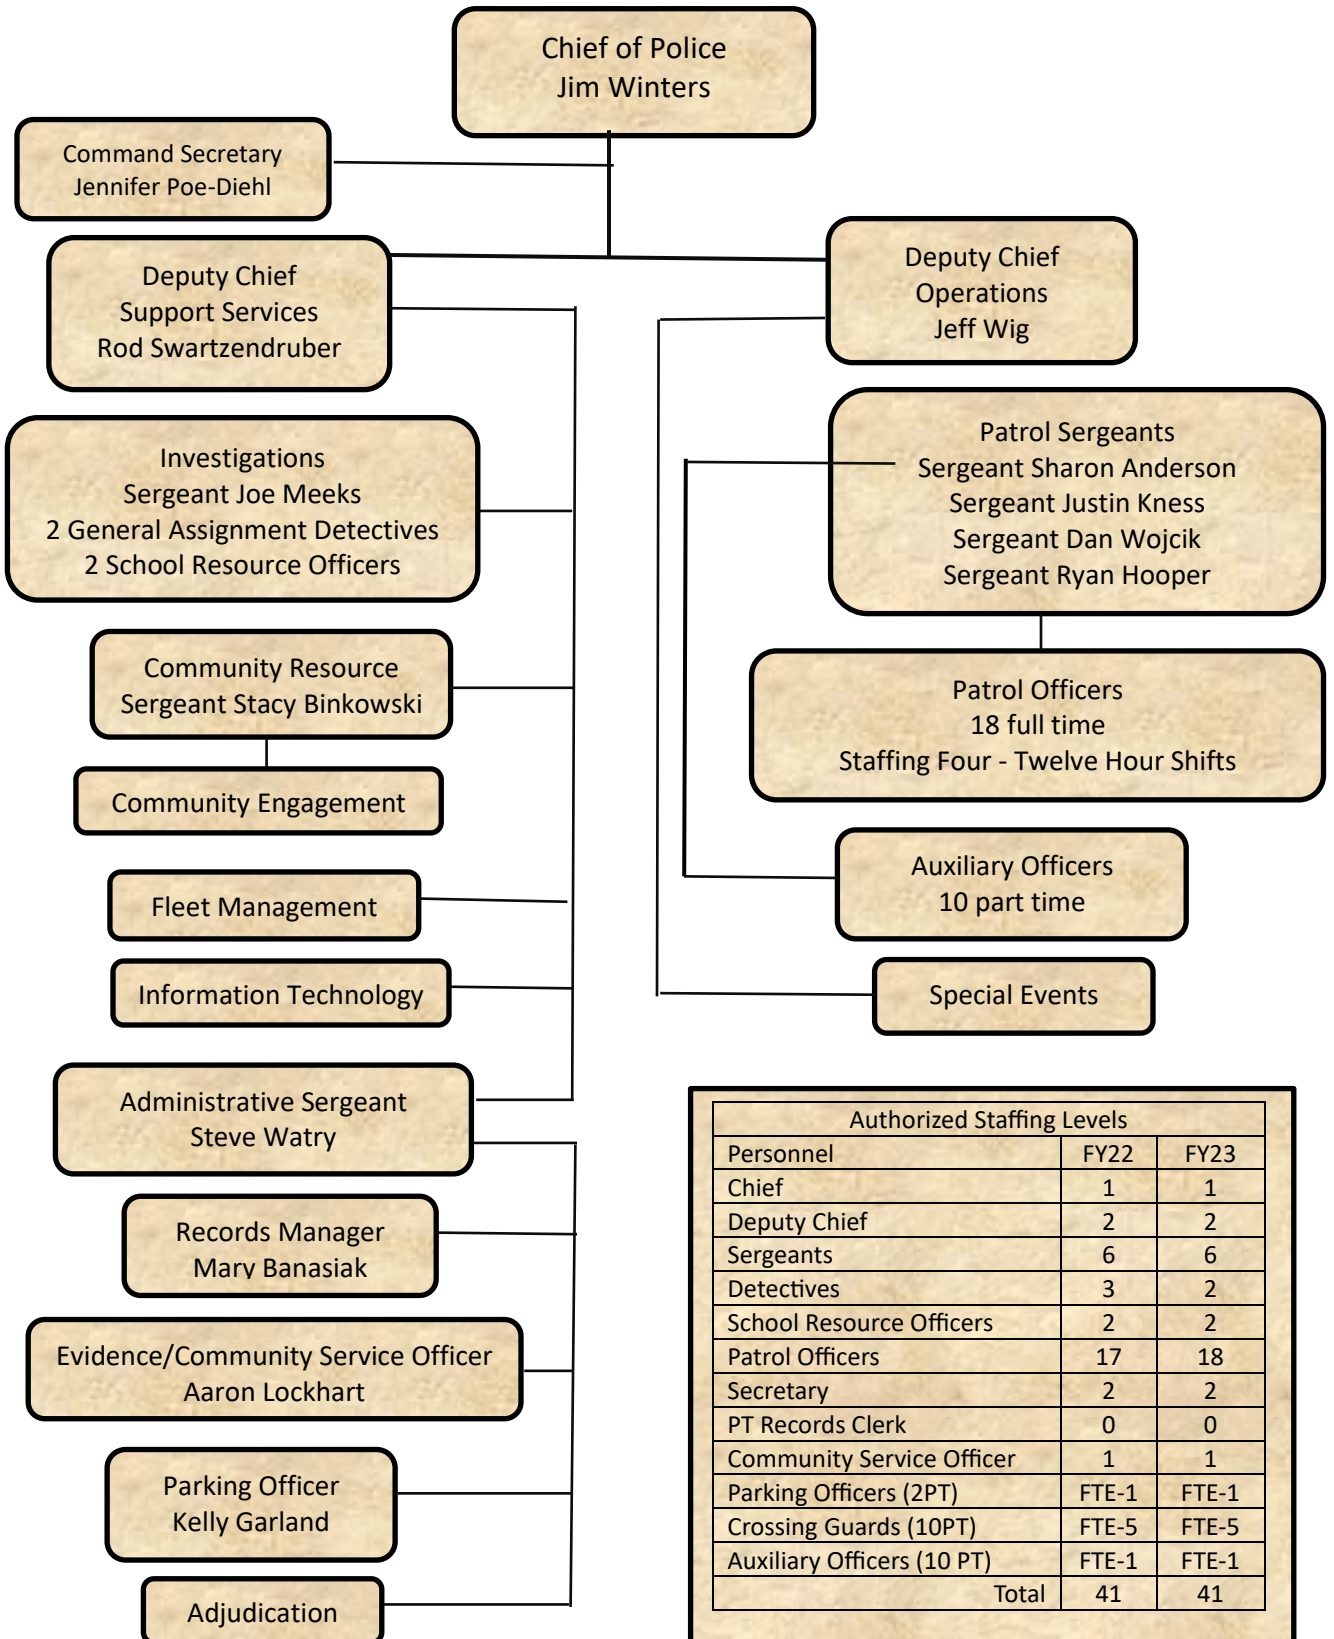 Chief of Police
Jim Winters
Command Secretary
Jennifer Poe-Diehl
Deputy Chief
Support Services
Rod Swartzendruber
Deputy Chief
Operations
Jeff Wig
Investigations
Sergeant Joe Meeks
2 General Assignment Detectives
2 School Resource Officers
Patrol Sergeants
Sergeant Sharon Anderson
Sergeant Justin Kness
Sergeant Dan Wojcik
Sergeant Ryan Hooper
Community Resource
Sergeant Stacy Binkowski
Patrol Officers
18 full time
Staffing Four - Twelve Hour Shifts
Community Engagement
Auxiliary Officers
10 part time
Fleet Management
Information Technology
Special Events
Administrative Sergeant
Steve Watry
Records Manager
Mary Banasiak
Evidence/Community Service Officer
Aaron Lockhart
Parking Officer
Kelly Garland
Adjudication
Authorized Staffing Levels
Personnel FY22 FY23
Chief 1 1
Deputy Chief 2 2
Sergeants 6 6
Detectives 3 2
School Resource Officers 2 2
Patrol Officers 17 18
Secretary 2 2
PT Records Clerk 0 0
Community Service Officer 1 1
Parking Officers (2PT) FTE-1 FTE-1
Crossing Guards (10PT) FTE-5 FTE-5
Auxiliary Officers (10 PT) FTE-1 FTE-1
Total 41 41